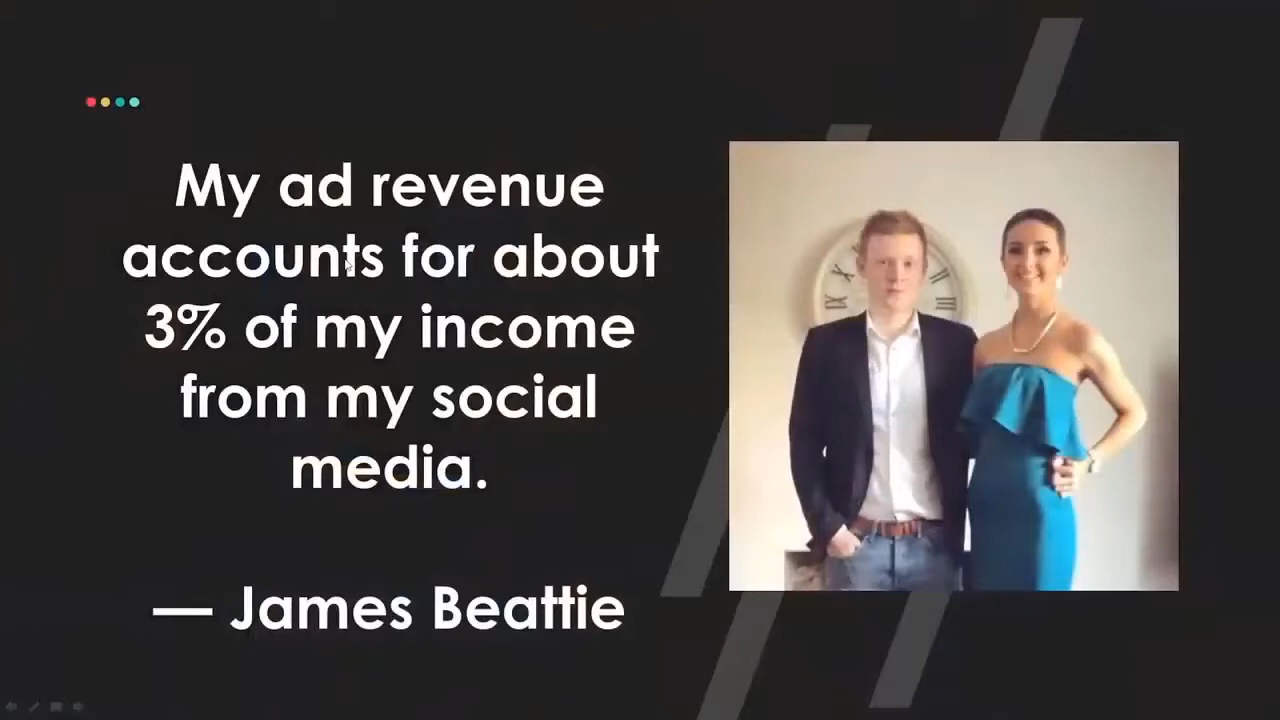 My ad revenue
accounts for about
3% of my income
from my social
media.
— James Beattie